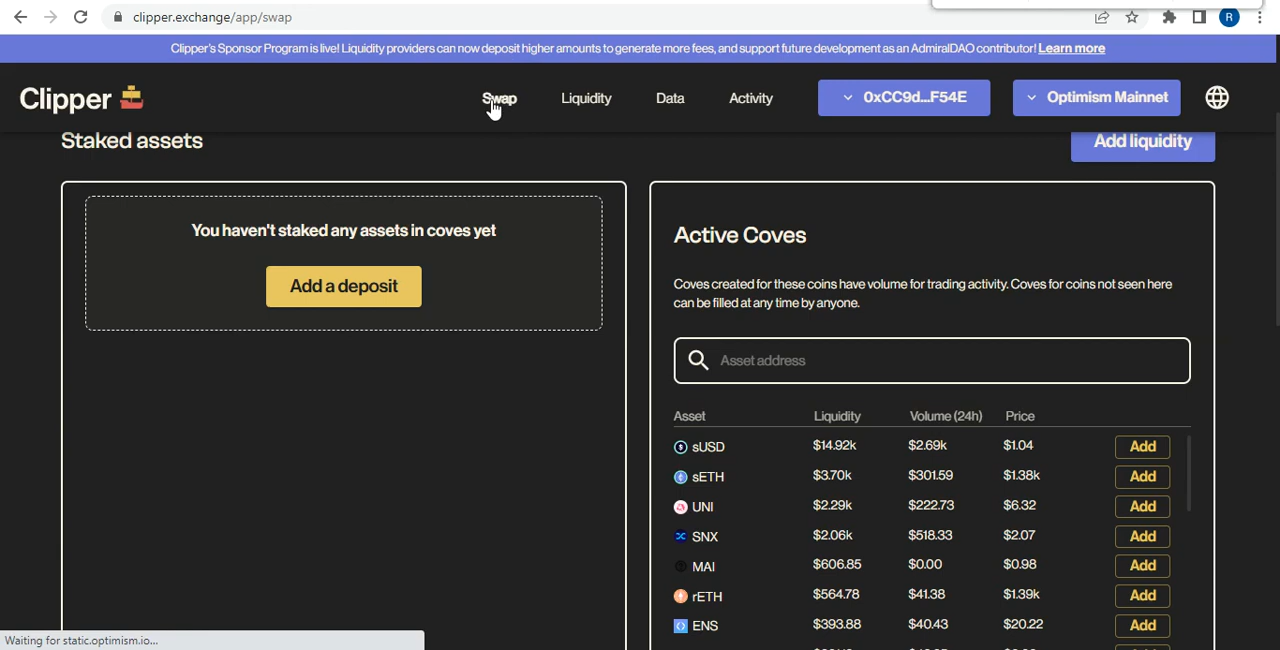 clipper.exchange/app/swap
R
Clipper's Sponsor Program is live! Liquidity providers can now deposit higher amounts to generate more fees, and support future development as an AdmiralDAO contributor! Learn more
Clipper
Swap
Liquidity
Data
Activity
0xCC9d...F54E
Optimism Mainnet
Staked assets
Add liquidity
You haven't staked any assets in coves yet
Add a deposit
Active Coves
Coves created for these coins have volume for trading activity. Coves for coins not seen here
can be filled at any time by anyone.
Asset address
Asset Liquidity Volume (24h) Price
sUSD $14.92k $2.69k $1.04 Add
sETH $3.70k $301.59 $1.38k Add
UNI $2.29k $222.73 $6.32 Add
SNX $2.06k $518.33 $2.07 Add
MAI $606.85 $0.00 $0.98 Add
rETH $564.78 $41.38 $1.39k Add
ENS $393.88 $40.43 $20.22 Add
Waiting for static.optimism.io...